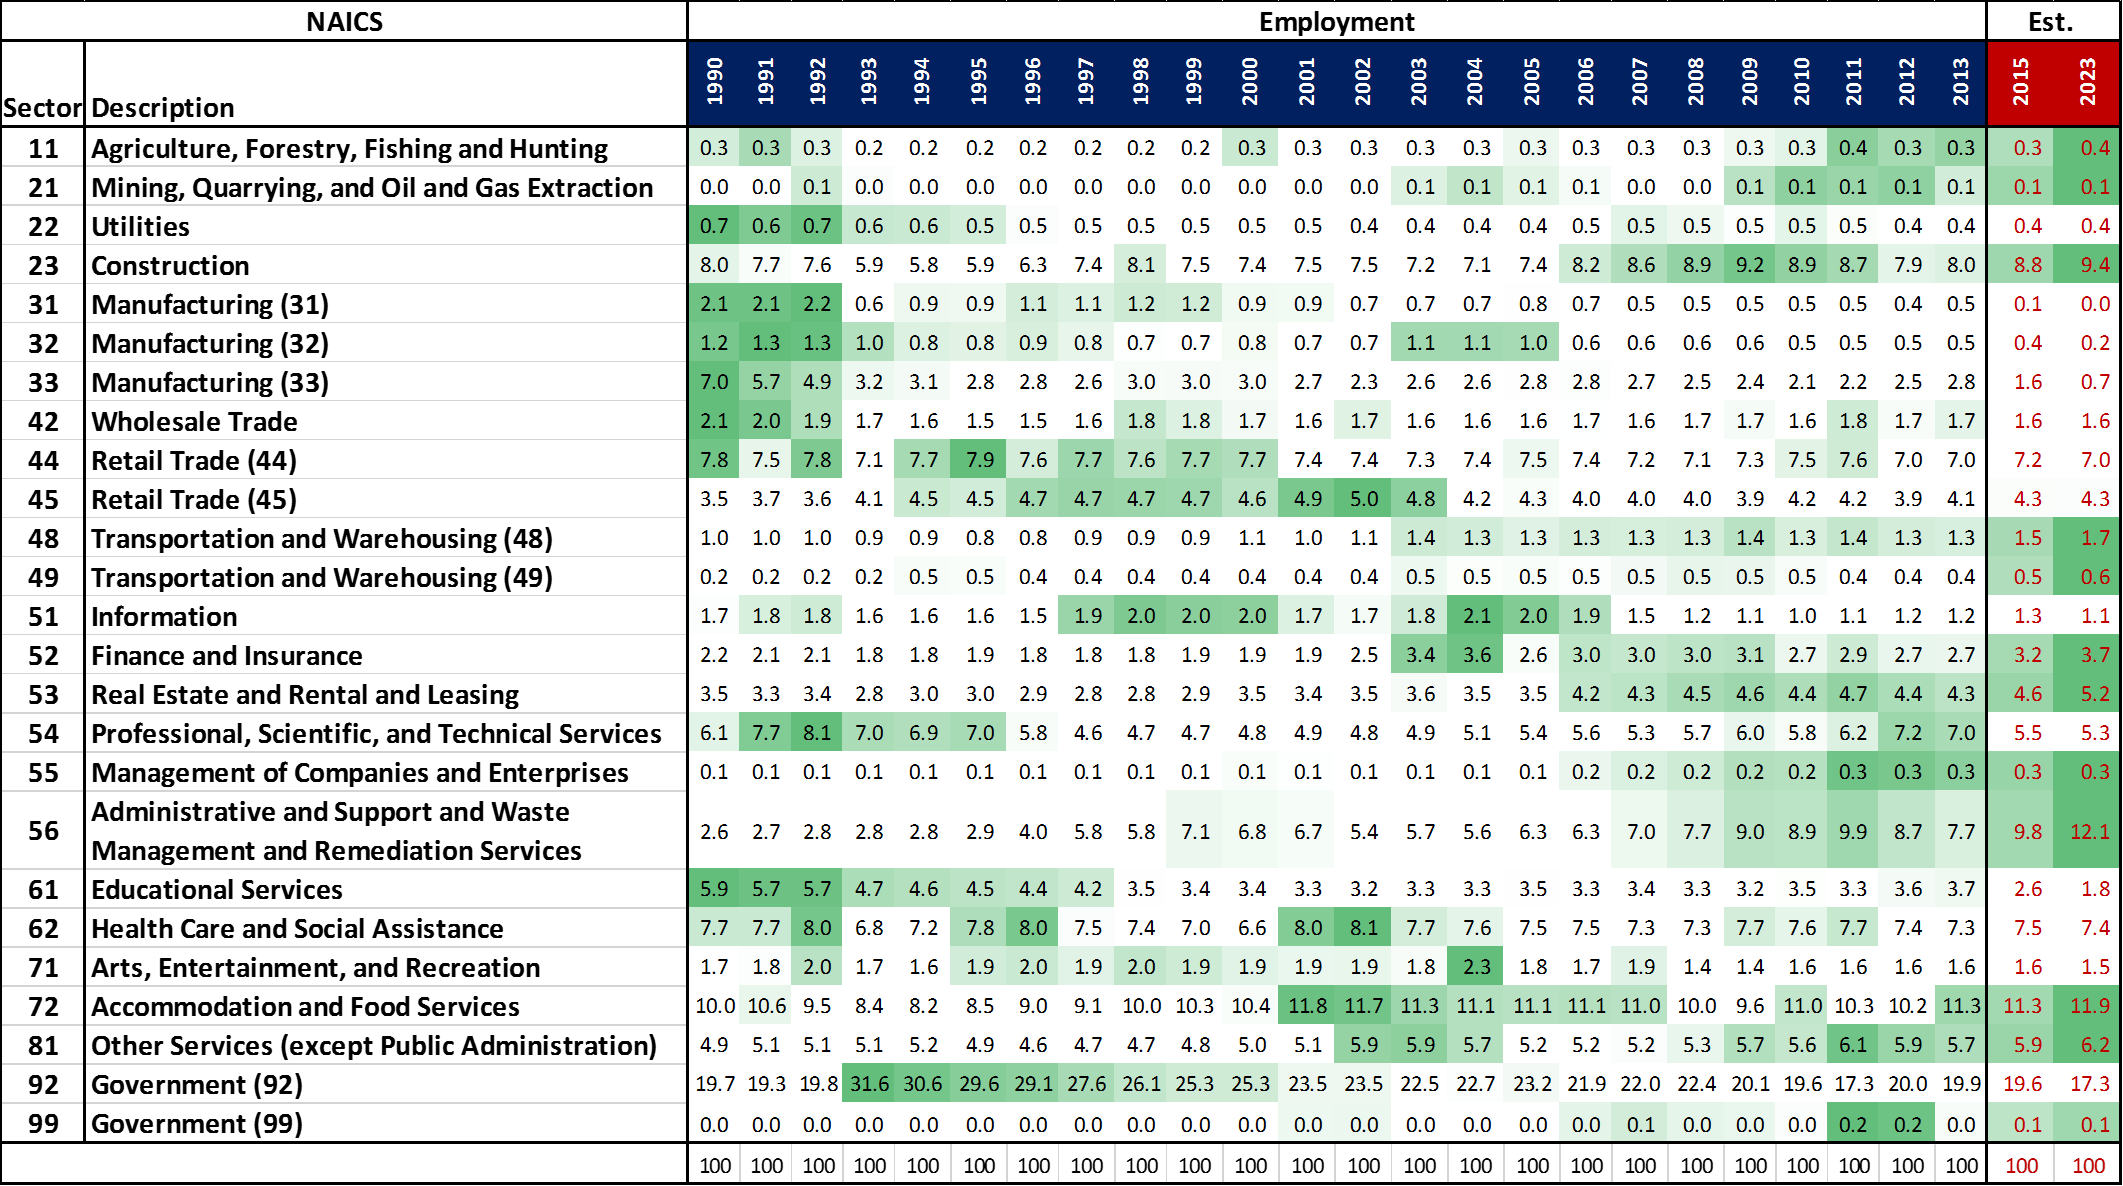 NAICS Employment Est.
Sector Description 1990 1991 1992 1993 1994 1995 1996 1997 1998 1999 2000 2001 2002 2003 2004 2005 2006 2007 2008 2009 2010 2011 2012 2013 2015 2023
11 Agriculture, Forestry, Fishing and Hunting 0.3 0.3 0.3 0.2 0.2 0.2 0.2 0.2 0.2 0.2 0.3 0.3 0.3 0.3 0.3 0.3 0.3 0.3 0.3 0.3 0.3 0.4 0.3 0.3 0.3 0.4
21 Mining, Quarrying, and Oil and Gas Extraction 0.0 0.0 0.1 0.0 0.0 0.0 0.0 0.0 0.0 0.0 0.0 0.0 0.0 0.1 0.1 0.1 0.1 0.0 0.0 0.1 0.1 0.1 0.1 0.1 0.1 0.1
22 Utilities 0.7 0.6 0.7 0.6 0.6 0.5 0.5 0.5 0.5 0.5 0.5 0.5 0.4 0.4 0.4 0.4 0.5 0.5 0.5 0.5 0.5 0.5 0.4 0.4 0.4 0.4
23 Construction 8.0 7.7 7.6 5.9 5.8 5.9 6.3 7.4 8.1 7.5 7.4 7.5 7.5 7.2 7.1 7.4 8.2 8.6 8.9 9.2 8.9 8.7 7.9 8.0 8.8 9.4
31 Manufacturing (31) 2.1 2.1 2.2 0.6 0.9 0.9 1.1 1.1 1.2 1.2 0.9 0.9 0.7 0.7 0.7 0.8 0.7 0.5 0.5 0.5 0.5 0.5 0.4 0.5 0.1 0.0
32 Manufacturing (32) 1.2 1.3 1.3 1.0 0.8 0.8 0.9 0.8 0.7 0.7 0.8 0.7 0.7 1.1 1.1 1.0 0.6 0.6 0.6 0.6 0.5 0.5 0.5 0.5 0.4 0.2
33 Manufacturing (33) 7.0 5.7 4.9 3.2 3.1 2.8 2.8 2.6 3.0 3.0 3.0 2.7 2.3 2.6 2.6 2.8 2.8 2.7 2.5 2.4 2.1 2.2 2.5 2.8 1.6 0.7
42 Wholesale Trade 2.1 2.0 1.9 1.7 1.6 1.5 1.5 1.6 1.8 1.8 1.7 1.6 1.7 1.6 1.6 1.6 1.7 1.6 1.7 1.7 1.6 1.8 1.7 1.7 1.6 1.6
44 Retail Trade (44) 7.8 7.5 7.8 7.1 7.7 7.9 7.6 7.7 7.6 7.7 7.7 7.4 7.4 7.3 7.4 7.5 7.4 7.2 7.1 7.3 7.5 7.6 7.0 7.0 7.2 7.0
45 Retail Trade (45) 3.5 3.7 3.6 4.1 4.5 4.5 4.7 4.7 4.7 4.7 4.6 4.9 5.0 4.8 4.2 4.3 4.0 4.0 4.0 3.9 4.2 4.2 3.9 4.1 4.3 4.3
48 Transportation and Warehousing (48) 1.0 1.0 1.0 0.9 0.9 0.8 0.8 0.9 0.9 0.9 1.1 1.0 1.1 1.4 1.3 1.3 1.3 1.3 1.3 1.4 1.3 1.4 1.3 1.3 1.5 1.7
49 Transportation and Warehousing (49) 0.2 0.2 0.2 0.2 0.5 0.5 0.4 0.4 0.4 0.4 0.4 0.4 0.4 0.5 0.5 0.5 0.5 0.5 0.5 0.5 0.5 0.4 0.4 0.4 0.5 0.6
51 Information 1.7 1.8 1.8 1.6 1.6 1.6 1.5 1.9 2.0 2.0 2.0 1.7 1.7 1.8 2.1 2.0 1.9 1.5 1.2 1.1 1.0 1.1 1.2 1.2 1.3 1.1
52 Finance and Insurance 2.2 2.1 2.1 1.8 1.8 1.9 1.8 1.8 1.8 1.9 1.9 1.9 2.5 3.4 3.6 2.6 3.0 3.0 3.0 3.1 2.7 2.9 2.7 2.7 3.2 3.7
53 Real Estate and Rental and Leasing 3.5 3.3 3.4 2.8 3.0 3.0 2.9 2.8 2.8 2.9 3.5 3.4 3.5 3.6 3.5 3.5 4.2 4.3 4.5 4.6 4.4 4.7 4.4 4.3 4.6 5.2
54 Professional, Scientific, and Technical Services 6.1 7.7 8.1 7.0 6.9 7.0 5.8 4.6 4.7 4.7 4.8 4.9 4.8 4.9 5.1 5.4 5.6 5.3 5.7 6.0 5.8 6.2 7.2 7.0 5.5 5.3
55 Management of Companies and Enterprises 0.1 0.1 0.1 0.1 0.1 0.1 0.1 0.1 0.1 0.1 0.1 0.1 0.1 0.1 0.1 0.1 0.2 0.2 0.2 0.2 0.2 0.3 0.3 0.3 0.3 0.3
Administrative and Support and Waste
56 Management and Remediation Services 2.6 2.7 2.8 2.8 2.8 2.9 4.0 5.8 5.8 7.1 6.8 6.7 5.4 5.7 5.6 6.3 6.3 7.0 7.7 9.0 8.9 9.9 8.7 7.7 9.8 12.1
61 Educational Services 5.9 5.7 5.7 4.7 4.6 4.5 4.4 4.2 3.5 3.4 3.4 3.3 3.2 3.3 3.3 3.5 3.3 3.4 3.3 3.2 3.5 3.3 3.6 3.7 2.6 1.8
62 Health Care and Social Assistance 7.7 7.7 8.0 6.8 7.2 7.8 8.0 7.5 7.4 7.0 6.6 8.0 8.1 7.7 7.6 7.5 7.5 7.3 7.3 7.7 7.6 7.7 7.4 7.3 7.5 7.4
71 Arts, Entertainment, and Recreation 1.7 1.8 2.0 1.7 1.6 1.9 2.0 1.9 2.0 1.9 1.9 1.9 1.9 1.8 2.3 1.8 1.7 1.9 1.4 1.4 1.6 1.6 1.6 1.6 1.6 1.5
72 Accommodation and Food Services 10.0 10.6 9.5 8.4 8.2 8.5 9.0 9.1 10.0 10.3 10.4 11.8 11.7 11.3 11.1 11.1 11.1 11.0 10.0 9.6 11.0 10.3 10.2 11.3 11.3 11.9
81 Other Services (except Public Administration) 4.9 5.1 5.1 5.1 5.2 4.9 4.6 4.7 4.7 4.8 5.0 5.1 5.9 5.9 5.7 5.2 5.2 5.2 5.3 5.7 5.6 6.1 5.9 5.7 5.9 6.2
92 Government (92) 19.7 19.3 19.8 31.6 30.6 29.6 29.1 27.6 26.1 25.3 25.3 23.5 23.5 22.5 22.7 23.2 21.9 22.0 22.4 20.1 19.6 17.3 20.0 19.9 19.6 17.3
99 Government (99) 0.0 0.0 0.0 0.0 0.0 0.0 0.0 0.0 0.0 0.0 0.0 0.0 0.0 0.0 0.0 0.0 0.0 0.1 0.0 0.0 0.0 0.2 0.2 0.0 0.1 0.1
100 100 100 100 100 100 100 100 100 100 100 100 100 100 100 100 100 100 100 100 100 100 100 100 100 100